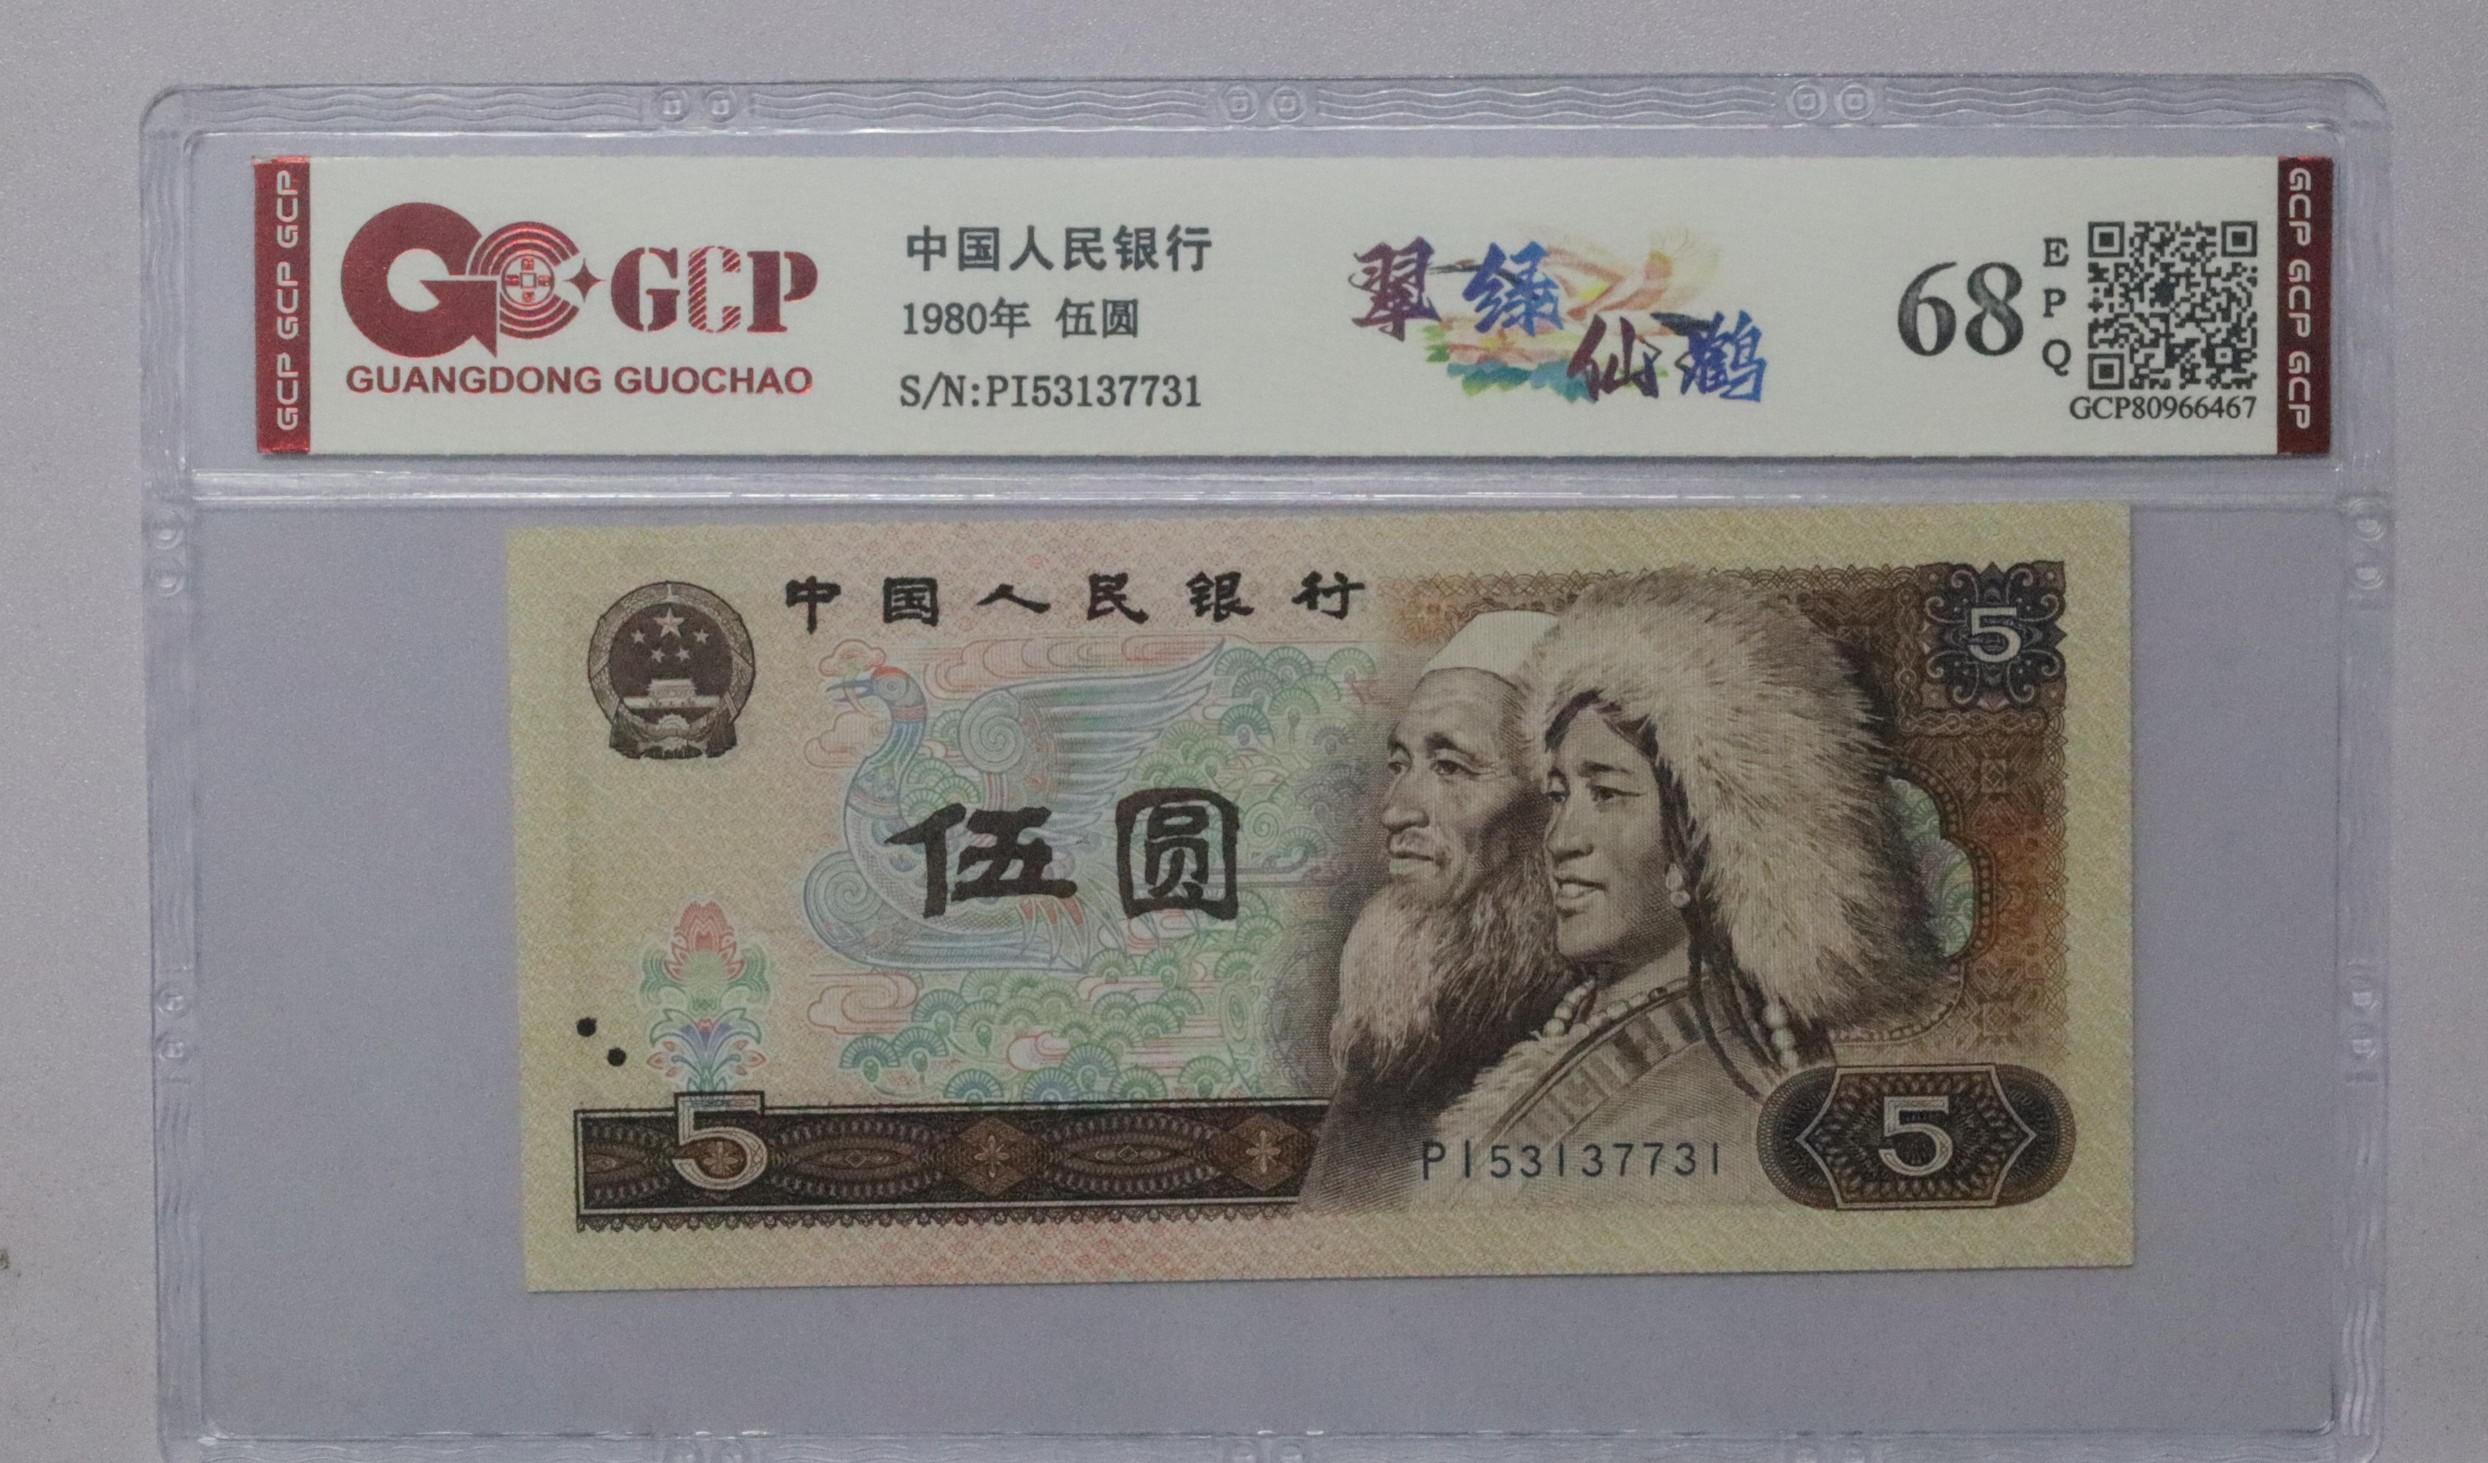 GCP GCP GCP
GCP
GUANGDONG GUOCHAO
中国人民银行
1980年 伍圆
S/N:PI53137731
翠绿
仙鹤
68
EPQ
GCP80966467
GCP GCP GCP
中国人民银行
5
伍圆
5
PI53137731
5